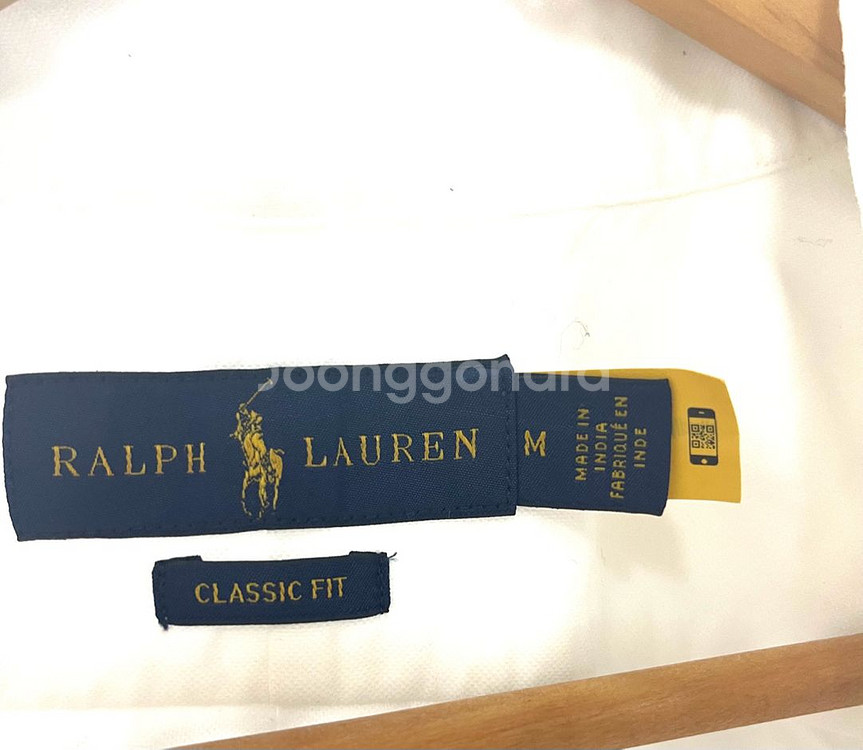 Joonggonara
RALPH LAUREN
M
MADE IN
INDIA
FABRIQUÉ EN
INDE
CLASSIC FIT